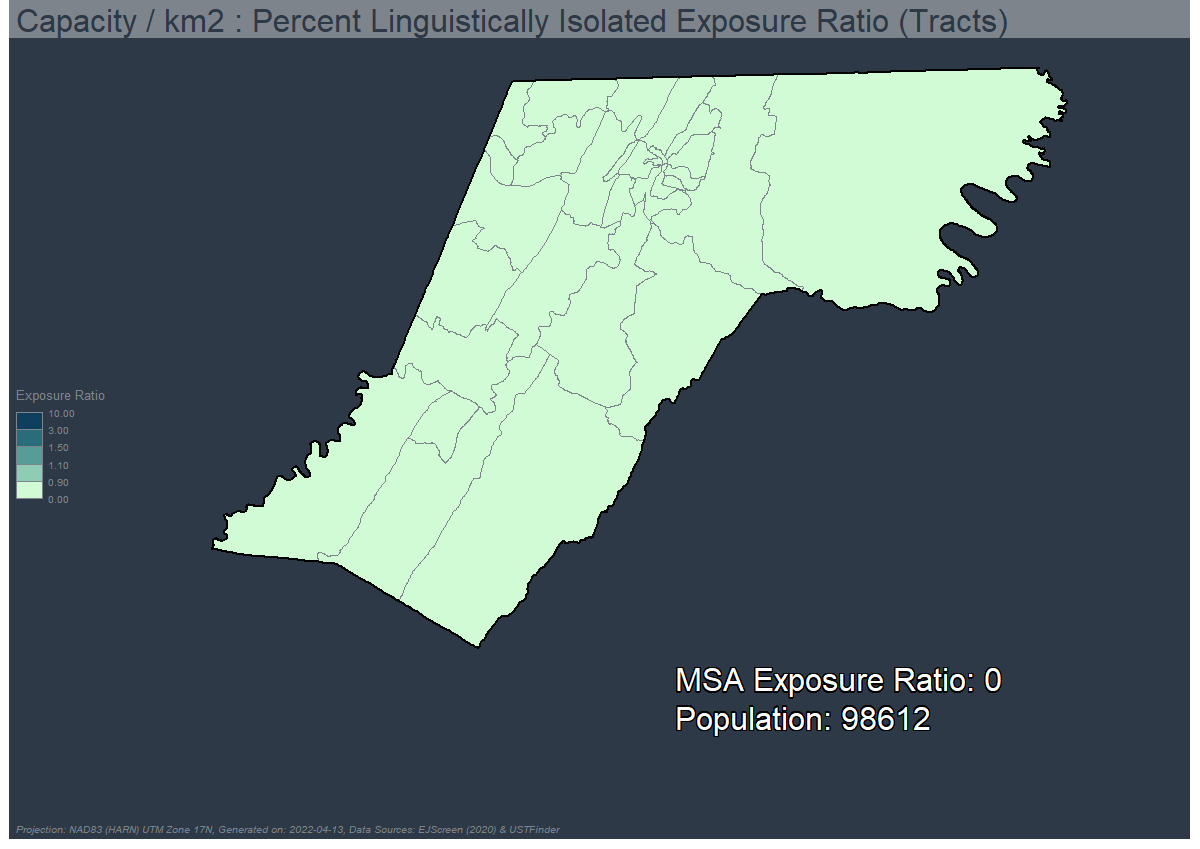 Capacity / km2 : Percent Linguistically Isolated Exposure Ratio (Tracts)
Exposure Ratio
10.00
3.00
1.50
1.10
0.90
0.00
MSA Exposure Ratio: 0
Population: 98612
Projection: NAD83 (HARN) UTM Zone 17N, Generated on: 2022-04-13, Data Sources: EJScreen (2020) & USTFinder